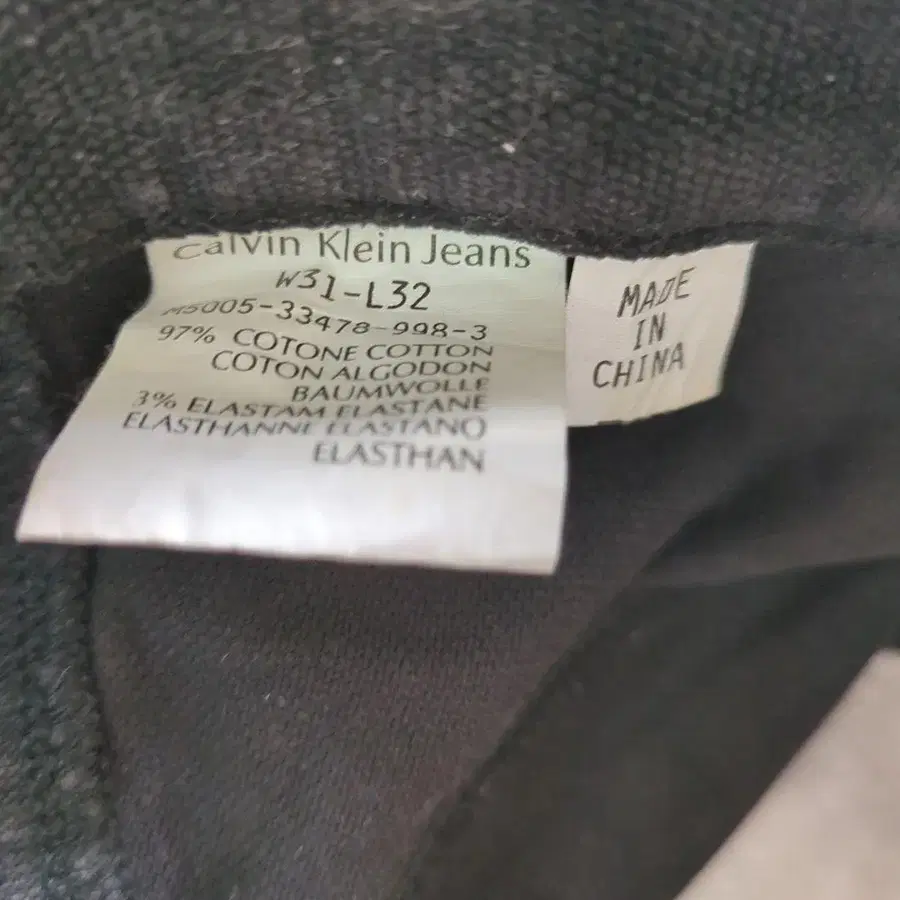 Calvin Klein Jeans
W31-L32
M5005-33478-998-3
97% COTONE COTTON
COTON ALGODON
BAUMWOLLE
3% ELASTAM ELASTANE
ELASTHANNE ELASTANO
ELASTHAN
MADE
IN
CHINA